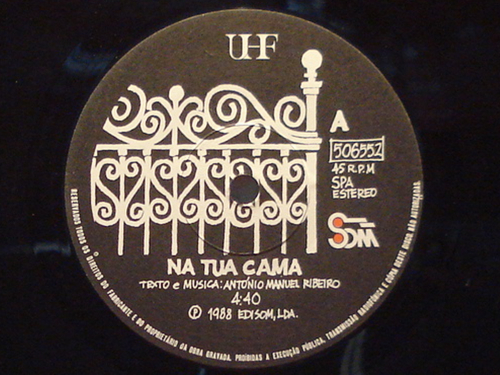 UHF
A
506552
45 R.P.M
SPA
ESTEREO
SDM
NA TUA CAMA
TEXTO e MUSICA: ANTÓNIO MANUEL RIBEIRO
4:40
Ⓟ 1988 EDISOM, LDA.
RESERVADOS TODOS OS DIREITOS DO FABRICANTE E DO PROPRIETÁRIO DA OBRA GRAVADA. PROIBIDAS A EXECUÇÃO PÚBLICA, TRANSMISSÃO RADIOFÓNICA E CÓPIA DESTE DISCO NÃO AUTORIZADAS